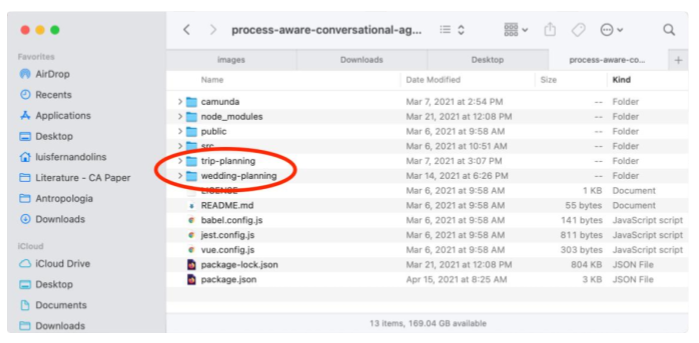 process-aware-conversational-ag...
Favorites
AirDrop
Recents
Applications
Desktop
luisfernandolins
Literature - CA Paper
Antropologia
Downloads
iCloud
iCloud Drive
Desktop
Documents
Downloads
images Downloads Desktop process-aware-co... +
Name Date Modified Size Kind
camunda Mar 7, 2021 at 2:54 PM -- Folder
node_modules Mar 21, 2021 at 12:08 PM -- Folder
public Mar 6, 2021 at 9:58 AM -- Folder
src Mar 6, 2021 at 10:51 AM -- Folder
trip-planning Mar 7, 2021 at 3:07 PM -- Folder
wedding-planning Mar 14, 2021 at 6:26 PM -- Folder
LICENSE Mar 6, 2021 at 9:58 AM 1 KB Document
README.md Mar 6, 2021 at 9:58 AM 55 bytes Document
babel.config.js Mar 6, 2021 at 9:58 AM 141 bytes JavaScript script
jest.config.js Mar 6, 2021 at 9:58 AM 811 bytes JavaScript script
vue.config.js Mar 6, 2021 at 9:58 AM 303 bytes JavaScript script
package-lock.json Mar 21, 2021 at 12:08 PM 804 KB JSON File
package.json Apr 15, 2021 at 8:25 AM 3 KB JSON File
13 items, 169.04 GB available